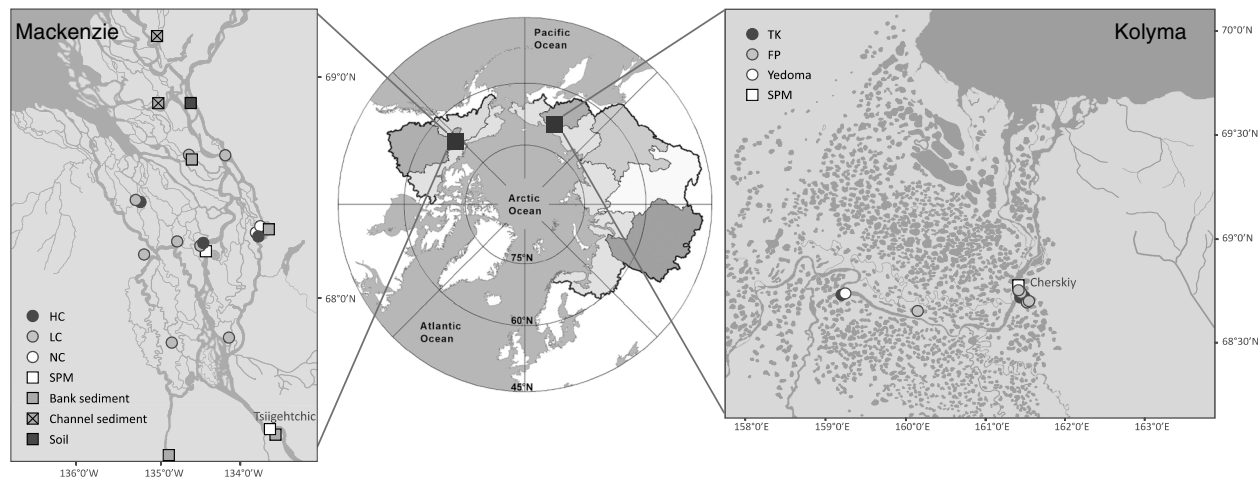 Mackenzie
HC
LC
NC
SPM
Bank sediment
Channel sediment
Soil
Tsiigehtchic
69°0'N
68°0'N
136°0'W
135°0'W
134°0'W
Pacific
Ocean
Arctic
Ocean
75°N
60°N
45°N
Atlantic
Ocean
Kolyma
TK
FP
Yedoma
SPM
Cherskiy
70°0'N
69°30'N
69°0'N
68°30'N
158°0'E
159°0'E
160°0'E
161°0'E
162°0'E
163°0'E